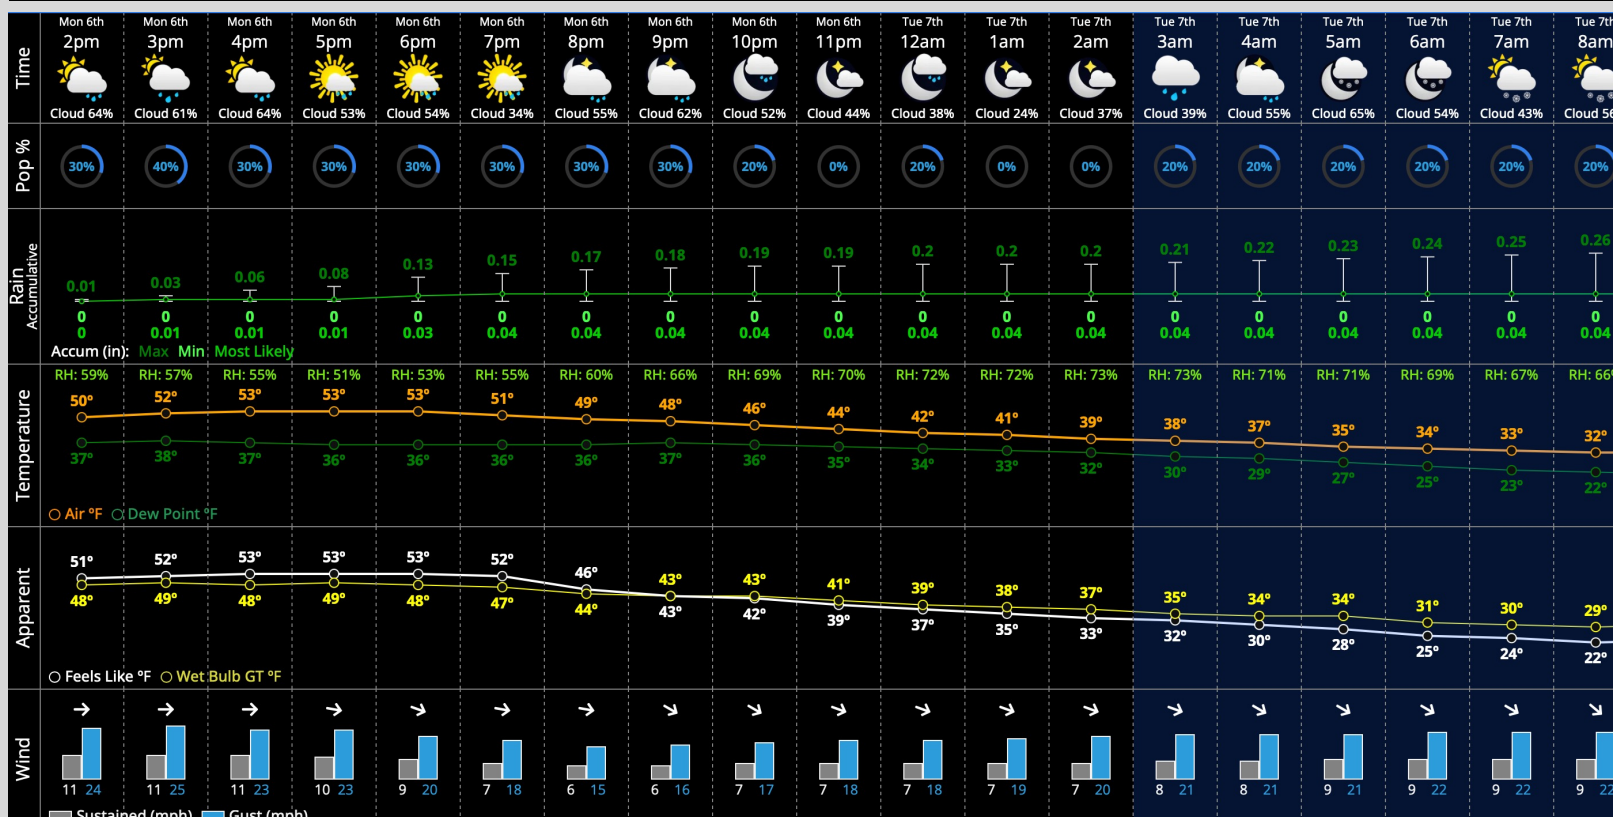 Mon 6th Mon 6th Mon 6th Mon 6th Mon 6th Mon 6th Mon 6th Mon 6th Mon 6th Mon 6th Tue 7th Tue 7th Tue 7th Tue 7th Tue 7th Tue 7th Tue 7th Tue 7th Tue 7th
Time 2pm 3pm 4pm 5pm 6pm 7pm 8pm 9pm 10pm 11pm 12am 1am 2am 3am 4am 5am 6am 7am 8am
Cloud 64% Cloud 61% Cloud 64% Cloud 53% Cloud 54% Cloud 34% Cloud 55% Cloud 62% Cloud 52% Cloud 44% Cloud 38% Cloud 24% Cloud 37% Cloud 39% Cloud 55% Cloud 65% Cloud 54% Cloud 43% Cloud 56
Pop % 30% 40% 30% 30% 30% 30% 30% 30% 20% 0% 20% 0% 0% 20% 20% 20% 20% 20% 20%
Rain
Accumulative
0.01 0.03 0.06 0.08 0.13 0.15 0.17 0.18 0.19 0.19 0.2 0.2 0.2 0.21 0.22 0.23 0.24 0.25 0.26
0 0 0 0 0 0 0 0 0 0 0 0 0 0 0 0 0 0 0
0 0.01 0.01 0.01 0.03 0.04 0.04 0.04 0.04 0.04 0.04 0.04 0.04 0.04 0.04 0.04 0.04 0.04 0.04
Accum (in): Max Min Most Likely
RH: 59% RH: 57% RH: 55% RH: 51% RH: 53% RH: 55% RH: 60% RH: 66% RH: 69% RH: 70% RH: 72% RH: 72% RH: 73% RH: 73% RH: 71% RH: 71% RH: 69% RH: 67% RH: 66
Temperature
50° 52° 53° 53° 53° 51° 49° 48° 46° 44° 42° 41° 39° 38° 37° 35° 34° 33° 32°
37° 38° 37° 36° 36° 36° 36° 37° 36° 35° 34° 33° 32° 30° 29° 27° 25° 23° 22°
Air °F Dew Point °F
Apparent
51° 52° 53° 53° 53° 52° 46° 43° 43° 41° 39° 38° 37° 35° 34° 34° 31° 30° 29°
48° 49° 48° 49° 48° 47° 44° 43° 42° 39° 37° 35° 33° 32° 30° 28° 25° 24° 22°
Feels Like °F Wet Bulb GT °F
Wind
11 24 11 25 11 23 10 23 9 20 7 18 6 15 6 16 7 17 7 18 7 18 7 19 7 20 8 21 8 21 9 21 9 22 9 22 9 22
Sustained (mph) Gust (mph)